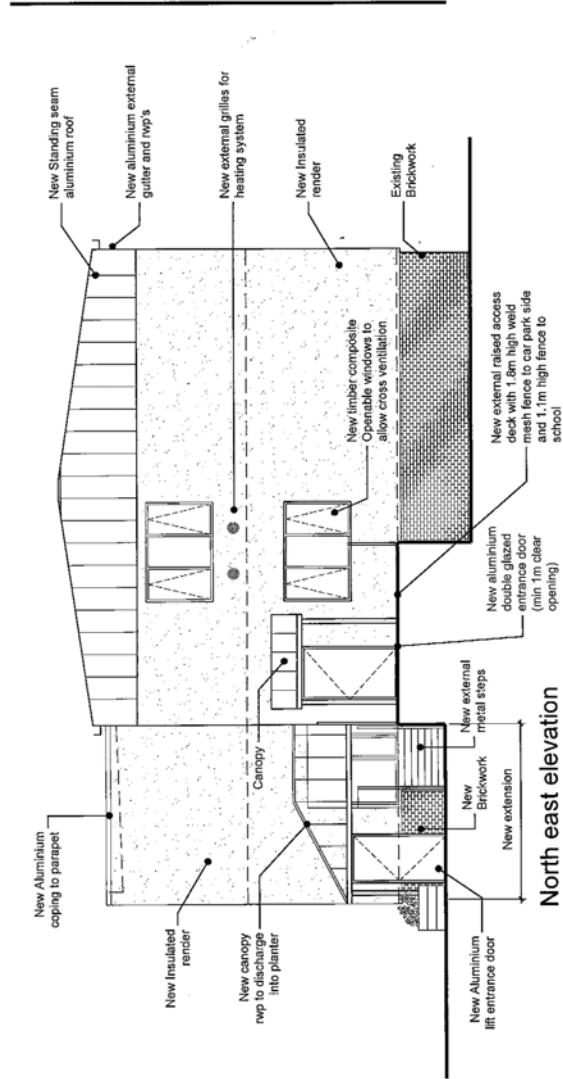 New Standing seam
aluminium roof
New aluminium external
gutter and rwp's
New external grilles for
heating system
New Insulated
render
Existing
Brickwork
New timber composite
Openable windows to
allow cross ventilation
New external raised access
deck with 1.8m high weld
mesh fence to car park side
and 1.1m high fence to
school
New aluminium
double glazed
entrance door
(min 1m clear
opening)
Canopy
New external
metal steps
New
Brickwork
New extension
New Aluminium
coping to parapet
New Insulated
render
New canopy
rwp to discharge
into planter
New Aluminium
lift entrance door
North east elevation